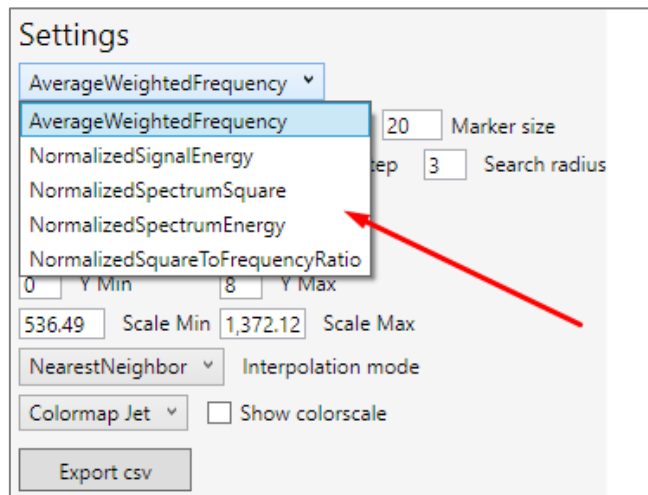 Settings
AverageWeightedFrequency
AverageWeightedFrequency
20 Marker size
NormalizedSignalEnergy
3 Search radius
NormalizedSpectrumSquare
NormalizedSpectrumEnergy
NormalizedSquareToFrequencyRatio
0 Y Min 8 Y Max
536.49 Scale Min 1,372.12 Scale Max
NearestNeighbor Interpolation mode
Colormap Jet Show colorscale
Export csv